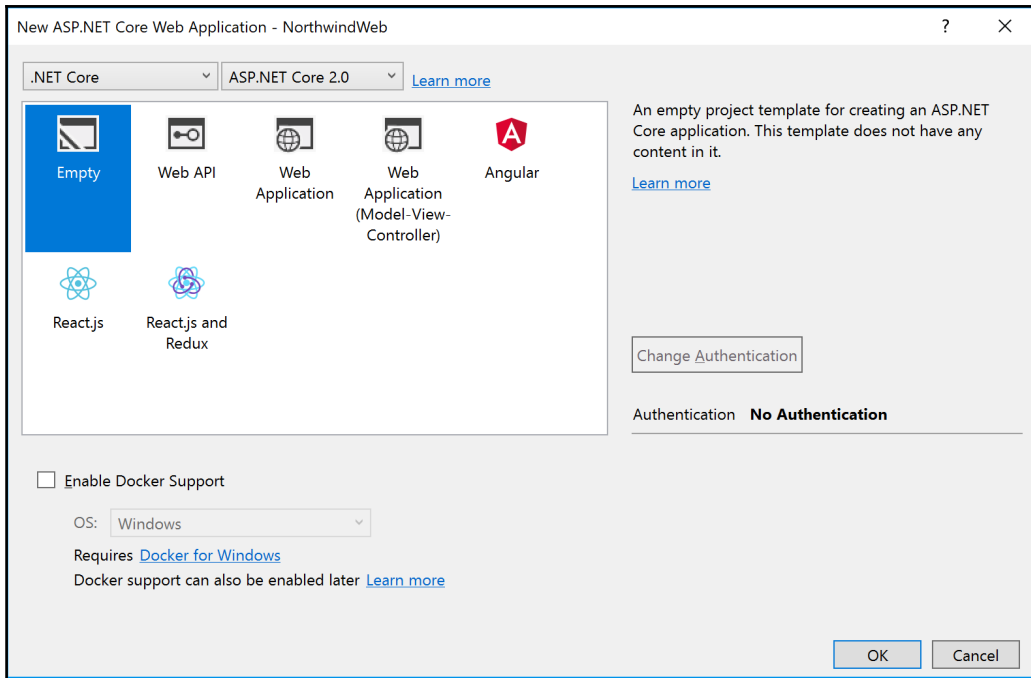 New ASP.NET Core Web Application - NorthwindWeb
?
.NET Core
ASP.NET Core 2.0
Learn more
Empty
Web API
Web
Application
Web
Application
(Model-View-
Controller)
Angular
React.js
React.js and
Redux
An empty project template for creating an ASP.NET
Core application. This template does not have any
content in it.
Learn more
Change Authentication
Authentication No Authentication
Enable Docker Support
OS: Windows
Requires Docker for Windows
Docker support can also be enabled later Learn more
OK
Cancel